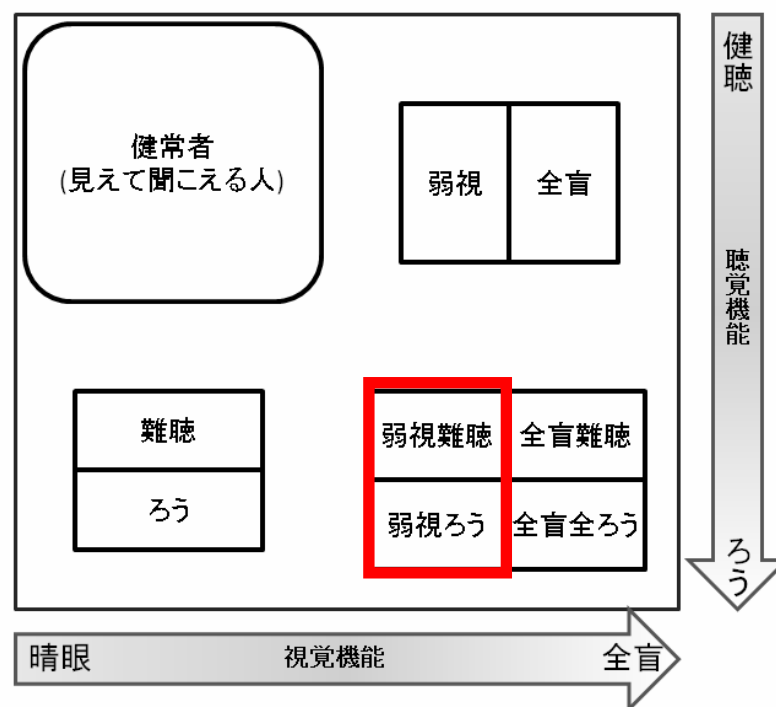 健常者
(見えて聞こえる人)
弱視
全盲
難聴
ろう
弱視難聴
全盲難聴
弱視ろう
全盲全ろう
健聴
聴覚機能
ろう
晴眼
視覚機能
全盲